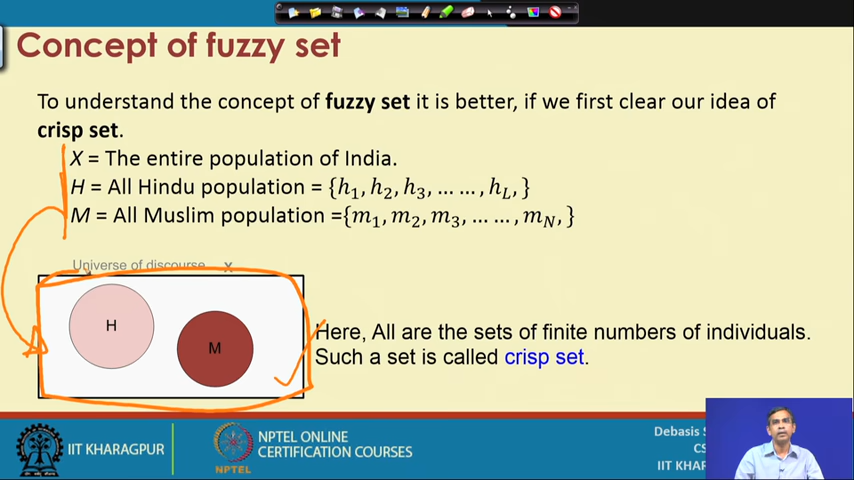 Concept of fuzzy set
To understand the concept of fuzzy set it is better, if we first clear our idea of
crisp set.
X = The entire population of India.
H = All Hindu population = {h₁, h₂, h₃, … …, h_L, }
M = All Muslim population ={m₁, m₂, m₃, … …, m_N, }
Universe of discourse X
H
M
Here, All are the sets of finite numbers of individuals.
Such a set is called crisp set.
IIT KHARAGPUR
NPTEL
NPTEL ONLINE
CERTIFICATION COURSES
Debasis S
CS
IIT KHAR